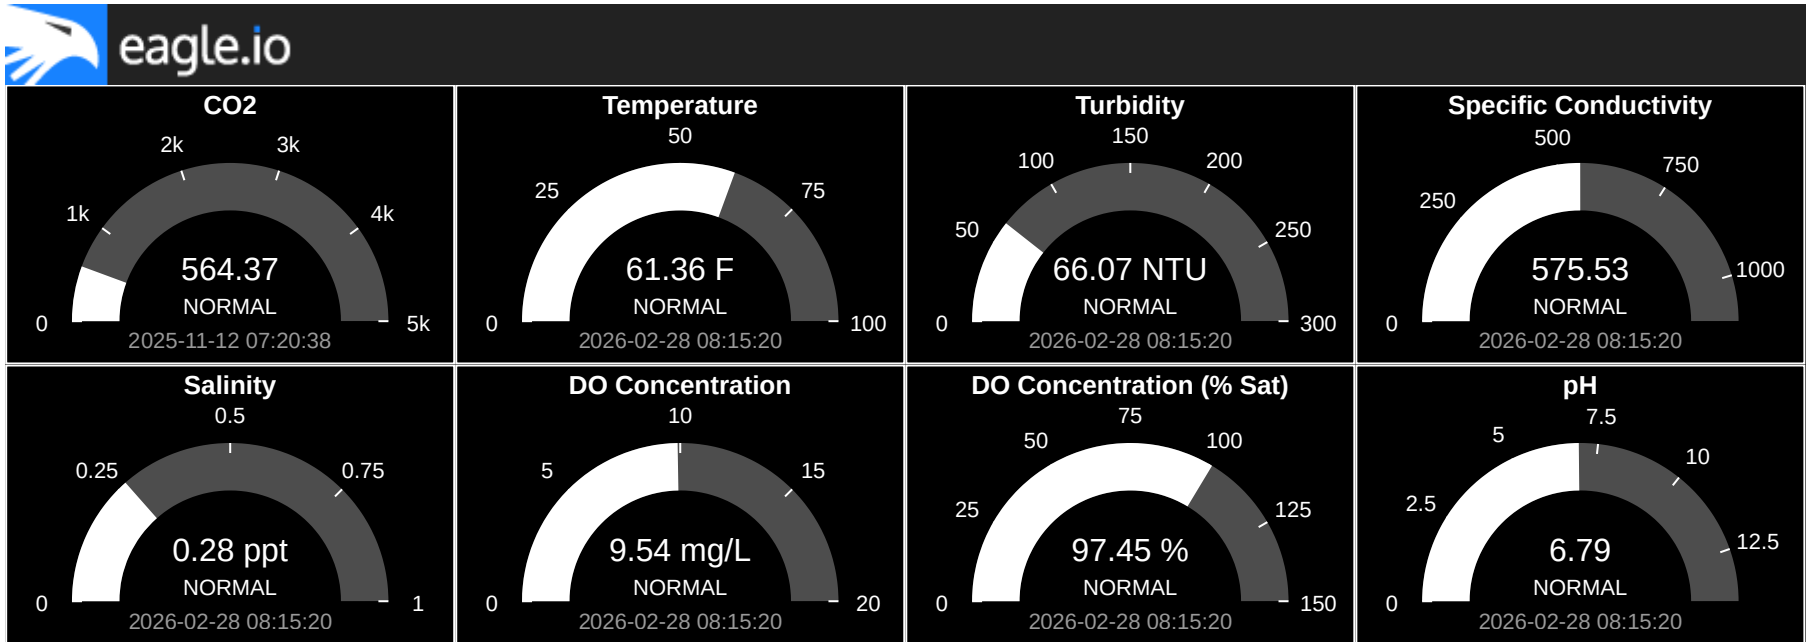 eagle.io
CO2
0
1k
2k
3k
4k
5k
564.37
NORMAL
2025-11-12 07:20:38
Temperature
0
25
50
75
100
61.36 F
NORMAL
2026-02-28 08:15:20
Turbidity
0
50
100
150
200
250
300
66.07 NTU
NORMAL
2026-02-28 08:15:20
Specific Conductivity
0
250
500
750
1000
575.53
NORMAL
2026-02-28 08:15:20
Salinity
0
0.25
0.5
0.75
1
0.28 ppt
NORMAL
2026-02-28 08:15:20
DO Concentration
0
5
10
15
20
9.54 mg/L
NORMAL
2026-02-28 08:15:20
DO Concentration (% Sat)
0
25
50
75
100
125
150
97.45 %
NORMAL
2026-02-28 08:15:20
pH
0
2.5
5
7.5
10
12.5
6.79
NORMAL
2026-02-28 08:15:20